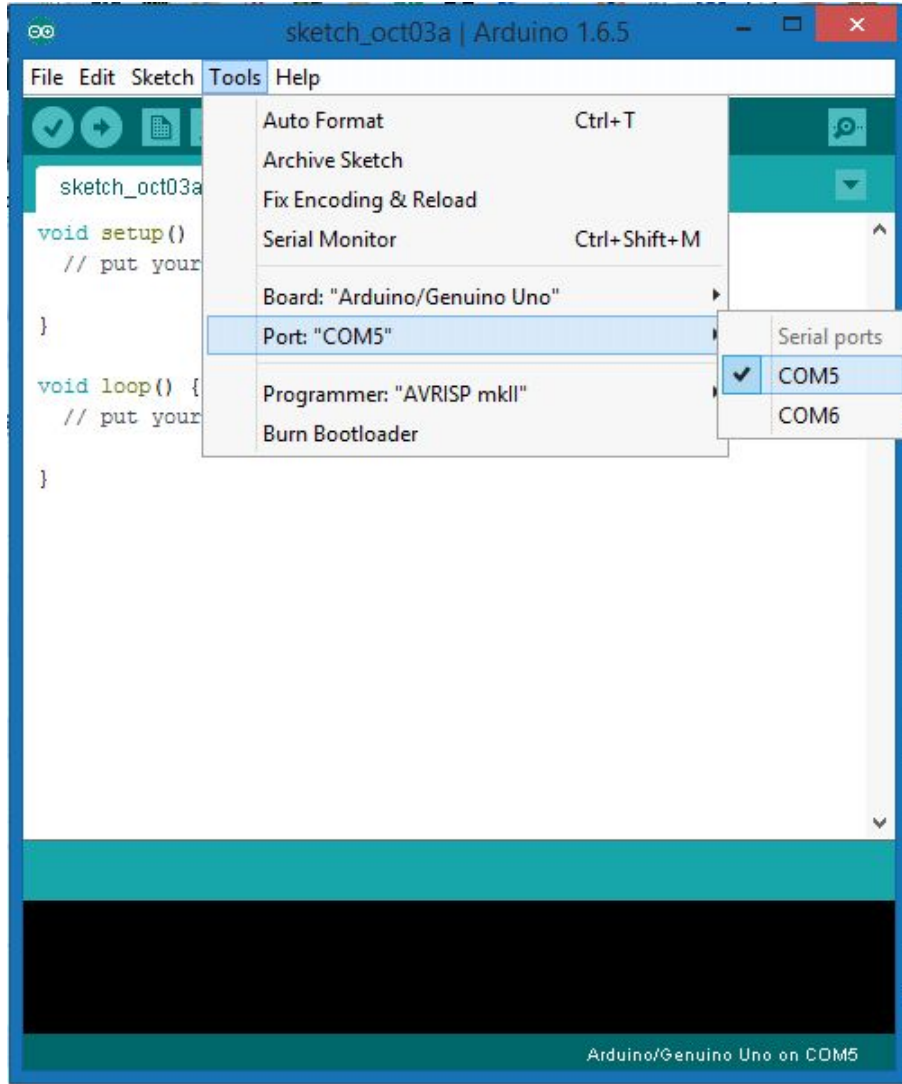 sketch_oct03a | Arduino 1.6.5
File Edit Sketch Tools Help
Auto Format Ctrl+T
Archive Sketch
sketch_oct03a
Fix Encoding & Reload
void setup()
Serial Monitor Ctrl+Shift+M
// put your
Board: "Arduino/Genuino Uno"
}
Port: "COM5"
Serial ports
void loop() {
COM5
Programmer: "AVRISP mkII"
// put your
COM6
Burn Bootloader
}
Arduino/Genuino Uno on COM5